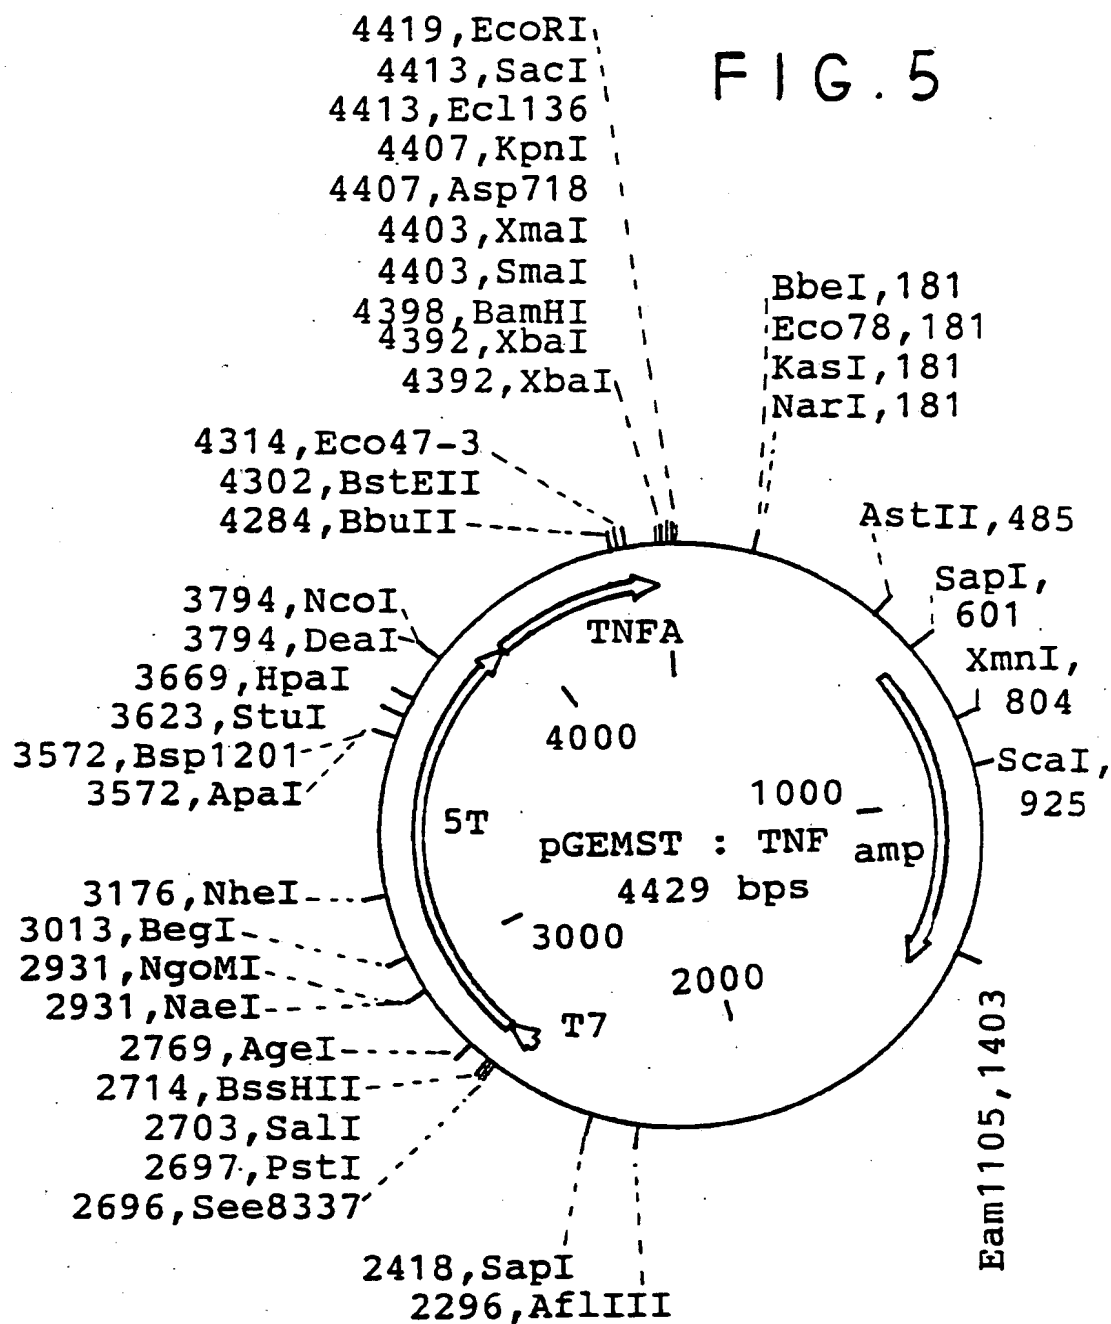 FIG.5
4419,EcoRI
4413,SacI
4413,Ecl136
4407,KpnI
4407,Asp718
4403,XmaI
4403,SmaI
4398,BamHI
4392,XbaI
4392,XbaI
4314,Eco47-3
4302,BstEII
4284,BbuII
BbeI,181
Eco78,181
KasI,181
NarI,181
AstII,485
SapI,
601
XmnI,
804
ScaI,
925
3794,NcoI
3794,DeaI
3669,HpaI
3623,StuI
3572,Bsp1201
3572,ApaI
TNFA
4000
1000
5T
pGEMST : TNF
amp
4429 bps
3000
2000
T7
3176,NheI
3013,BegI
2931,NgoMI
2931,NaeI
2769,AgeI
2714,BssHII
2703,SalI
2697,PstI
2696,See8337
2418,SapI
2296,AflIII
Eam1105,1403